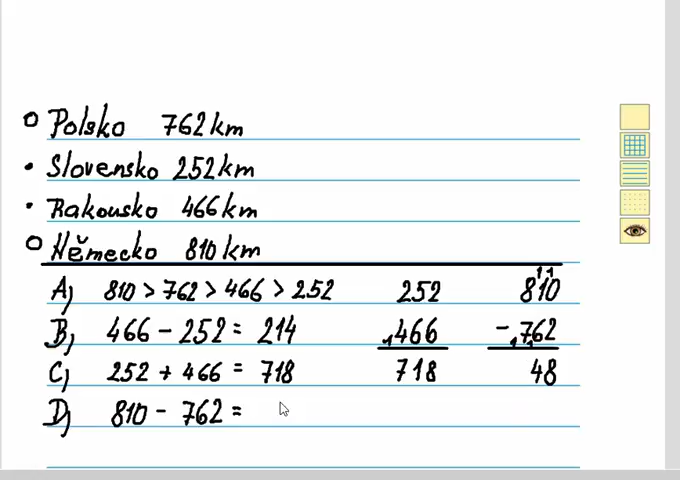 Polsko 762 km
• Slovensko 252 km
• Rakousko 466 km
Německo 810 km
A) 810 > 762 > 466 > 252
B) 466 - 252 = 214
C) 252 + 466 = 718
D) 810 - 762 =
252
466
718
810
- 762
48